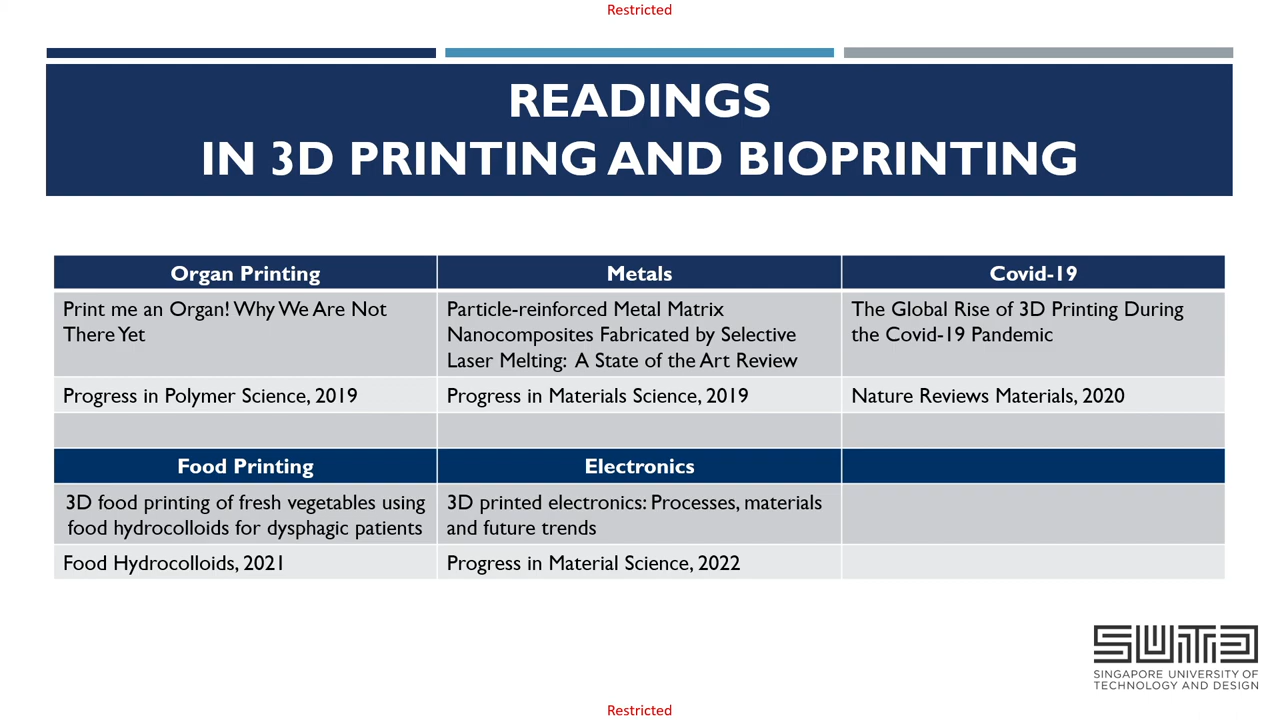 Restricted
READINGS
IN 3D PRINTING AND BIOPRINTING
Organ Printing
Metals
Covid-19
Print me an Organ! Why We Are Not
There Yet
Particle-reinforced Metal Matrix
Nanocomposites Fabricated by Selective
Laser Melting: A State of the Art Review
The Global Rise of 3D Printing During
the Covid-19 Pandemic
Progress in Polymer Science, 2019
Progress in Materials Science, 2019
Nature Reviews Materials, 2020
Food Printing
Electronics
3D food printing of fresh vegetables using
food hydrocolloids for dysphagic patients
3D printed electronics: Processes, materials
and future trends
Food Hydrocolloids, 2021
Progress in Material Science, 2022
SUTD
SINGAPORE UNIVERSITY OF
TECHNOLOGY AND DESIGN
Restricted